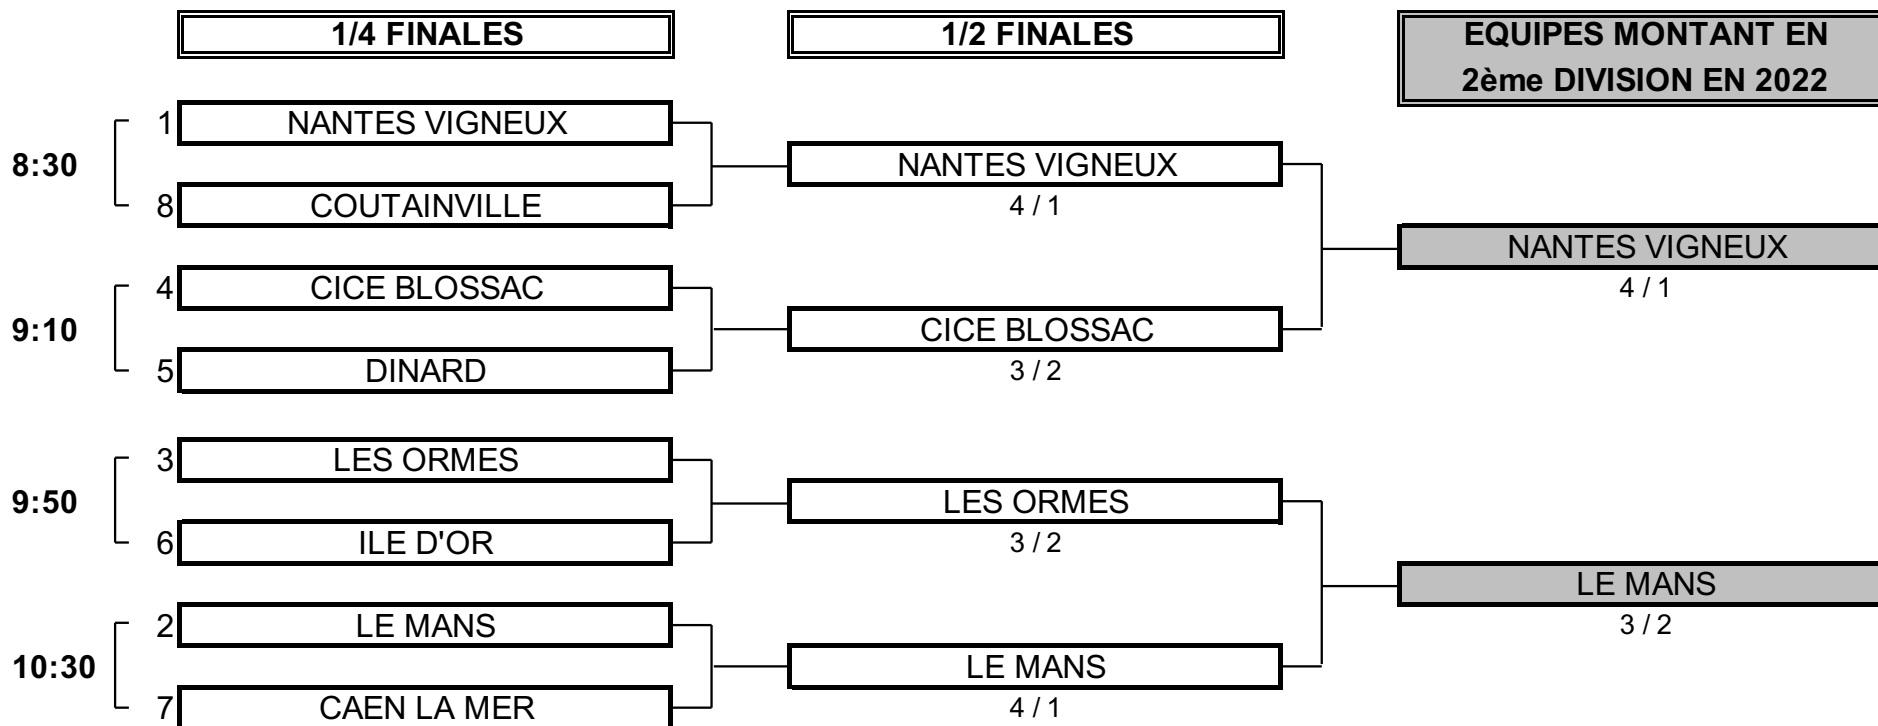 1/4 FINALES
1/2 FINALES
EQUIPES MONTANT EN
2ème DIVISION EN 2022
8:30
1 NANTES VIGNEUX
8 COUTAINVILLE
NANTES VIGNEUX
4 / 1
9:10
4 CICE BLOSSAC
5 DINARD
CICE BLOSSAC
3 / 2
NANTES VIGNEUX
4 / 1
9:50
3 LES ORMES
6 ILE D'OR
LES ORMES
3 / 2
10:30
2 LE MANS
7 CAEN LA MER
LE MANS
4 / 1
LE MANS
3 / 2